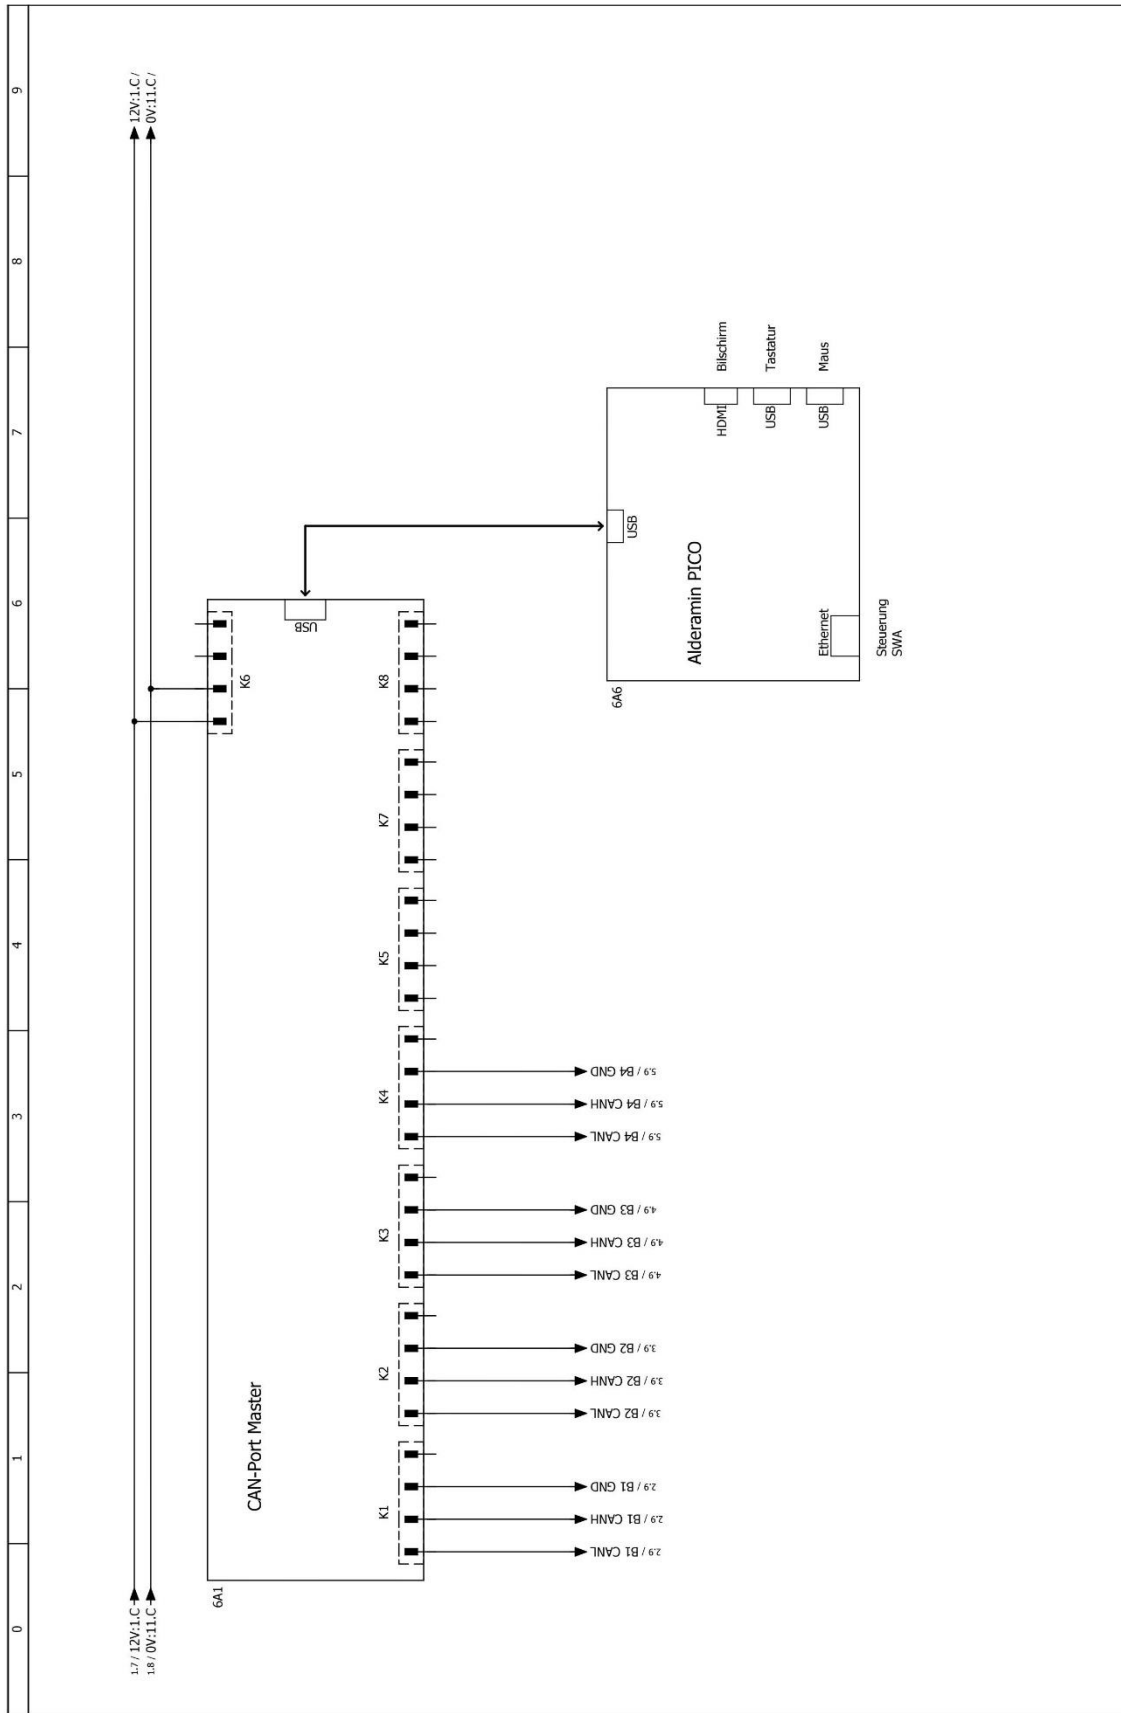 0
1
2
3
4
5
6
7
8
9
1.7 / 12V:1.C
1.8 / 0V:11.C
12V:1.C /
0V:11.C /
6A1
CAN-Port Master
K6
USB
K1
K2
K3
K4
K5
K7
K8
2.9 / B1 CANL
2.9 / B1 CANH
2.9 / B1 GND
3.9 / B2 CANL
3.9 / B2 CANH
3.9 / B2 GND
4.9 / B3 CANL
4.9 / B3 CANH
4.9 / B3 GND
5.9 / B4 CANL
5.9 / B4 CANH
5.9 / B4 GND
6A6
Alderamin PICO
USB
HDMI
Bilschirm
USB
Tastatur
USB
Maus
Ethernet
Steuerung
SWA